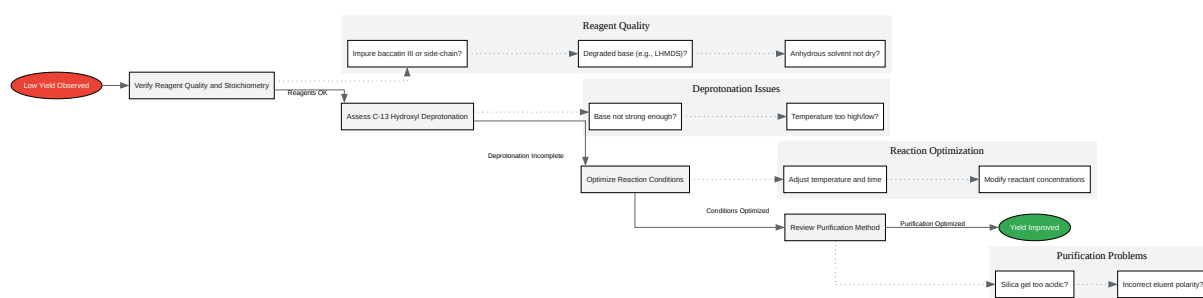 Reagent Quality
Impure baccatin III or side-chain?
Degraded base (e.g., LHMDS)?
Anhydrous solvent not dry?
Low Yield Observed
Verify Reagent Quality and Stoichiometry
Reagents OK
Deprotonation Issues
Assess C-13 Hydroxyl Deprotonation
Base not strong enough?
Temperature too high/low?
Deprotonation Incomplete
Reaction Optimization
Optimize Reaction Conditions
Adjust temperature and time
Modify reactant concentrations
Conditions Optimized
Review Purification Method
Purification Optimized
Yield Improved
Purification Problems
Silica gel too acidic?
Incorrect eluent polarity?